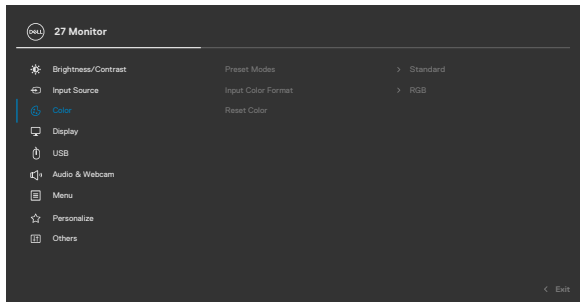 DELL 27 Monitor
Brightness/Contrast Preset Modes > Standard
Input Source Input Color Format > RGB
Color Reset Color
Display
USB
Audio & Webcam
Menu
Personalize
Others
< Exit